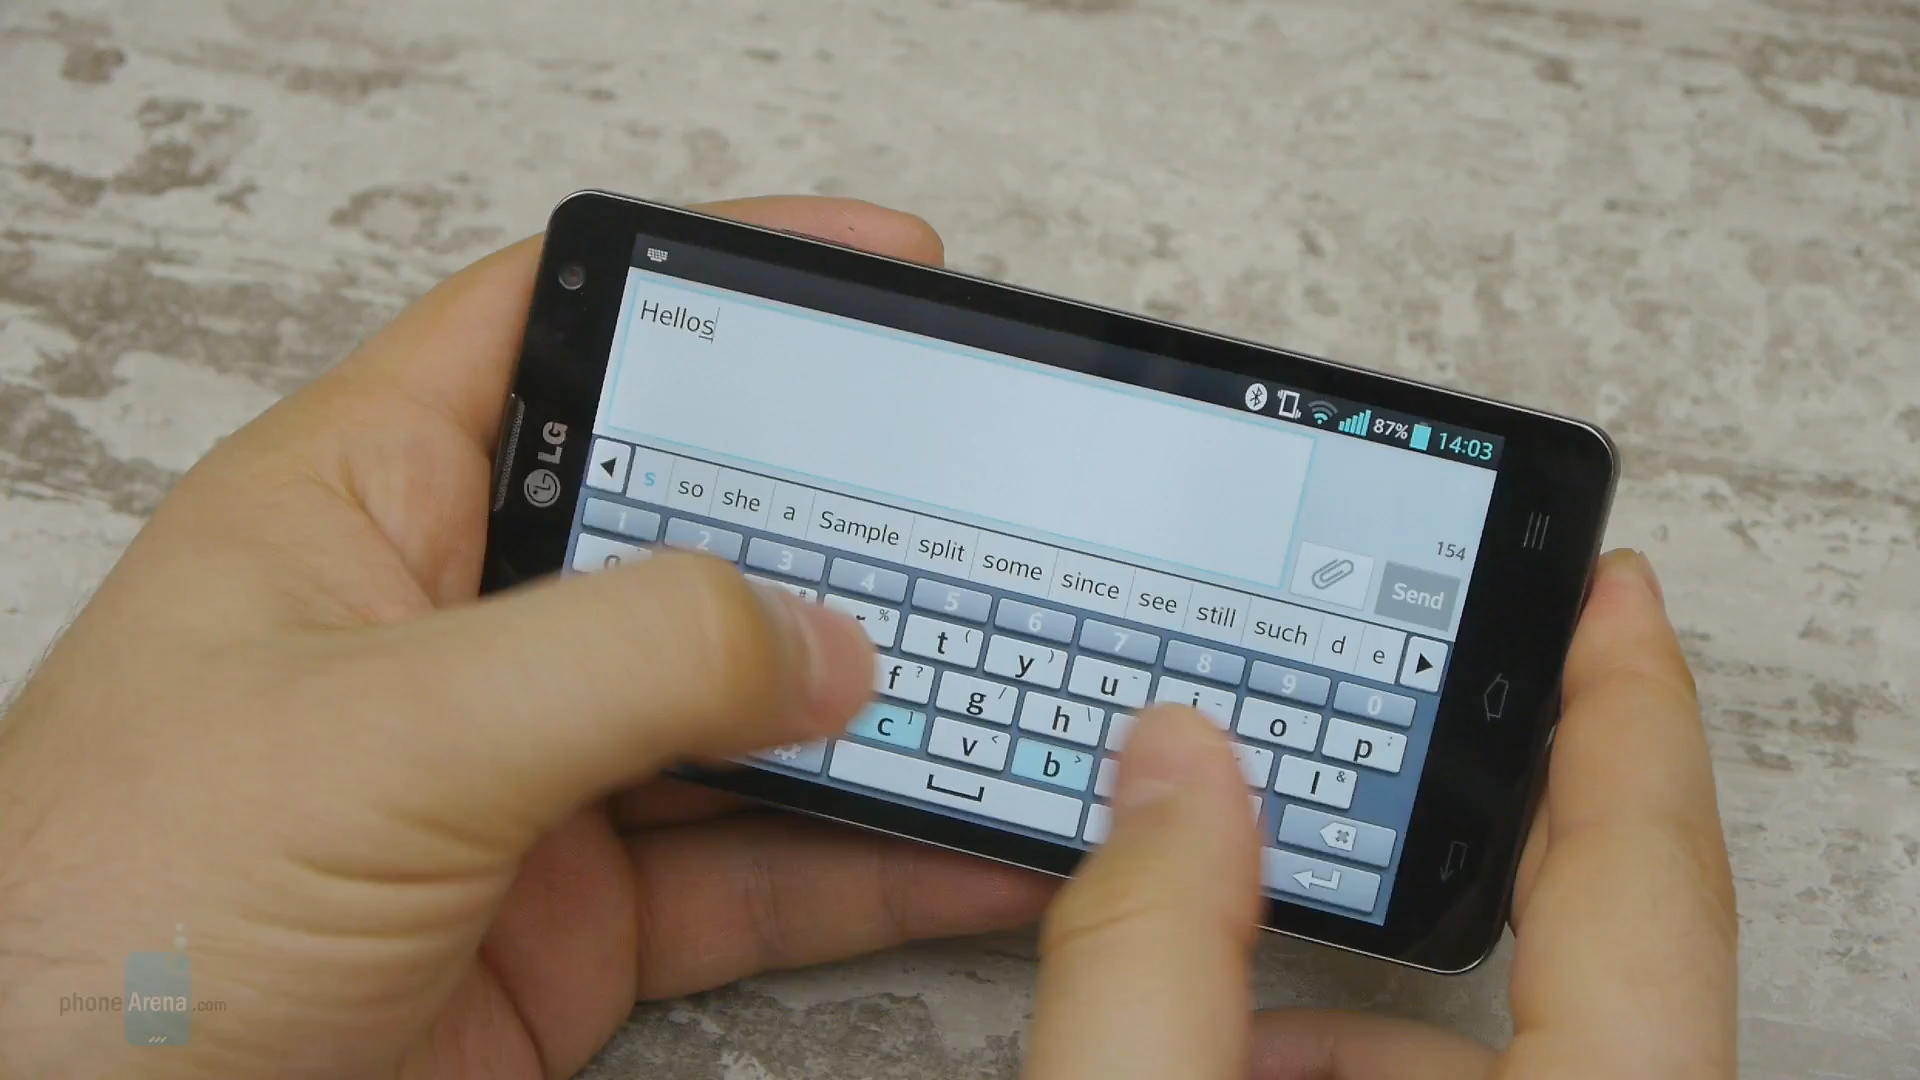 Hellos
87% 14:03
LG
154
Send
s so she a Sample split some since see still such d e
1 2 3 4 5 6 7 8 9 0
# % t ( y ) u - i - o : p ;
f ? g / h \ l &
c ] v < b >
phoneArena.com